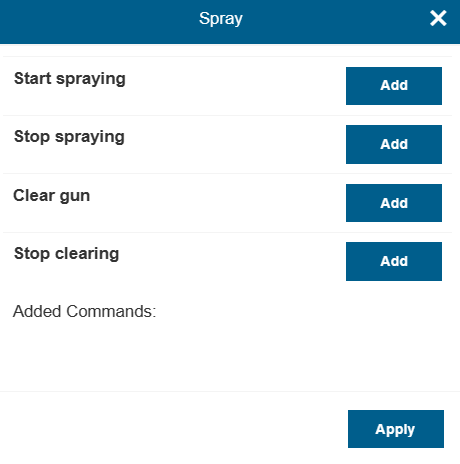 Spray
Start spraying Add
Stop spraying Add
Clear gun Add
Stop clearing Add
Added Commands:
Apply